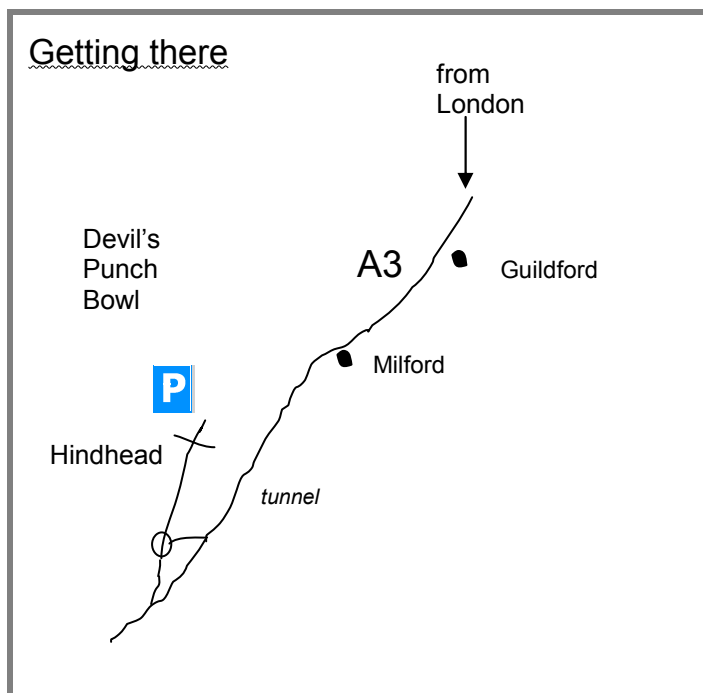 Getting there
from
London
Devil's
Punch
Bowl
A3
Guildford
Milford
P
Hindhead
tunnel